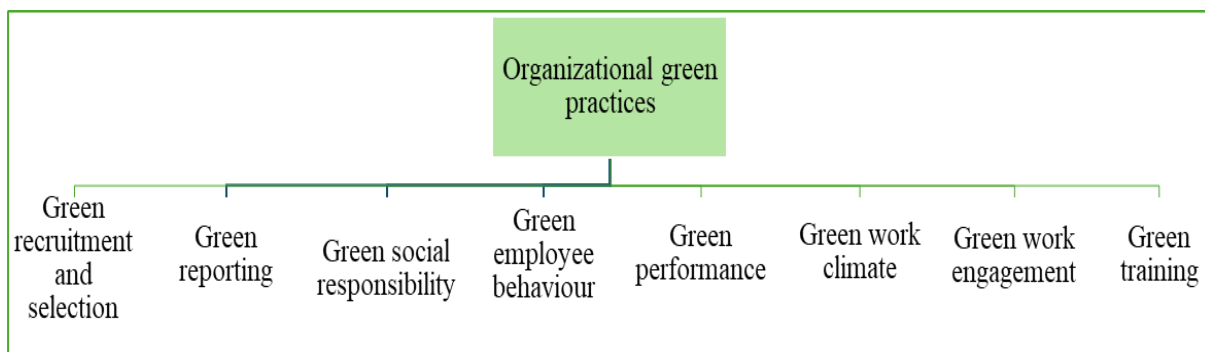 Organizational green
practices
Green
recruitment
and
selection
Green
reporting
Green social
responsibility
Green
employee
behaviour
Green
performance
Green work
climate
Green work
engagement
Green
training